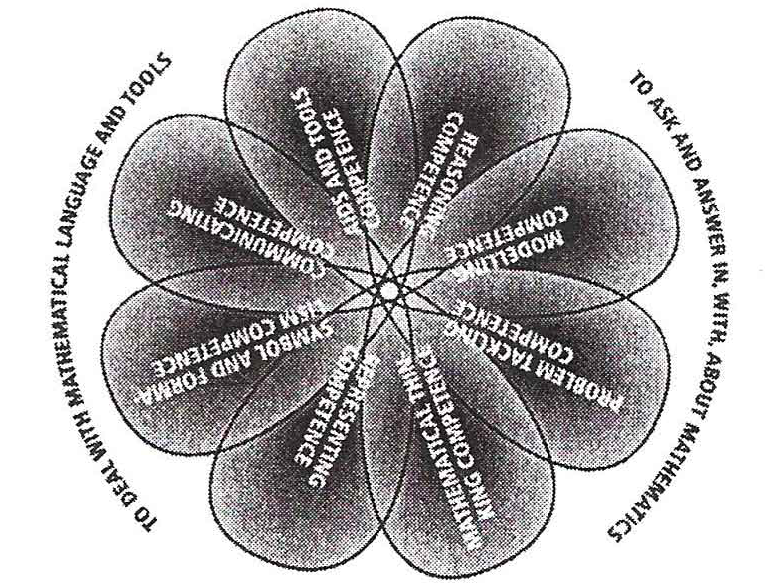 TO DEAL WITH MATHEMATICAL LANGUAGE AND TOOLS
AIDS AND TOOLS
COMPETENCE
COMMUNICATING
COMPETENCE
SYMBOL AND FORMA-
LISM COMPETENCE
REPRESENTING
COMPETENCE
REASONING
COMPETENCE
MODELLING
COMPETENCE
PROBLEM TACKLING
COMPETENCE
MATHEMATICAL THIN-
KING COMPETENCE
TO ASK AND ANSWER IN, WITH, ABOUT MATHEMATICS